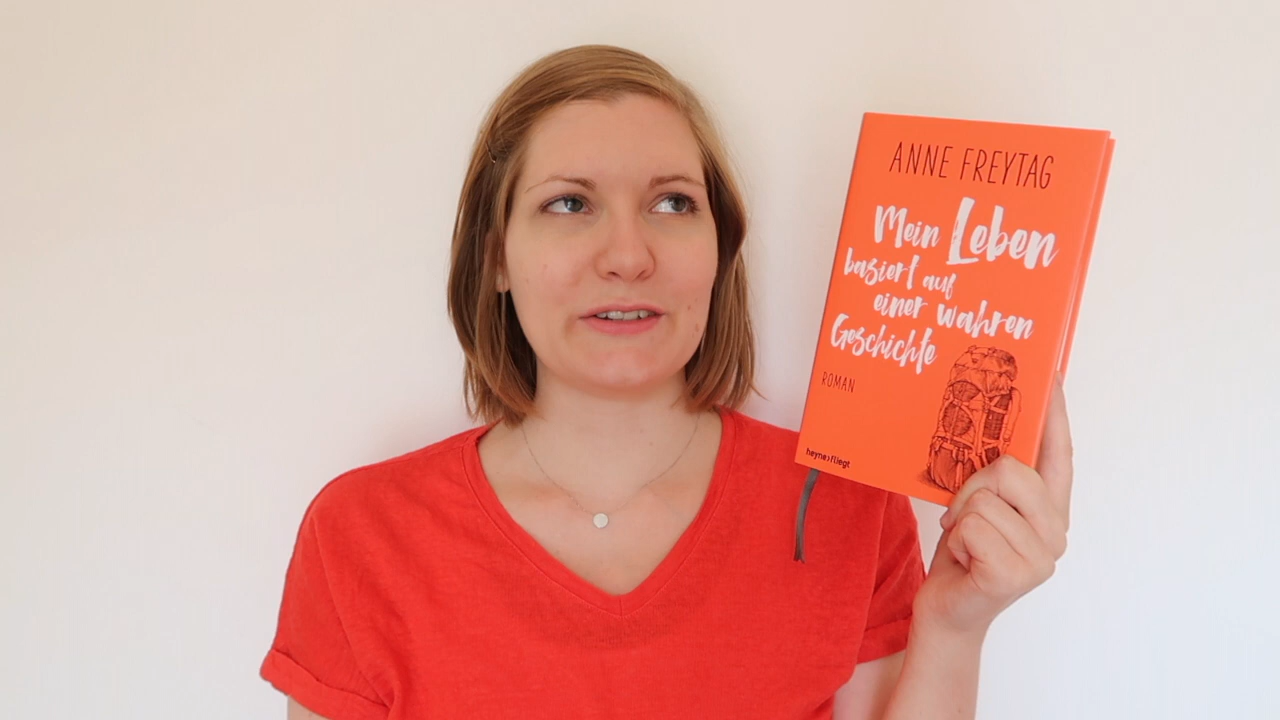 ANNE FREYTAG
Mein Leben
basiert auf
einer wahren
Geschichte
ROMAN
heyne>fliegt